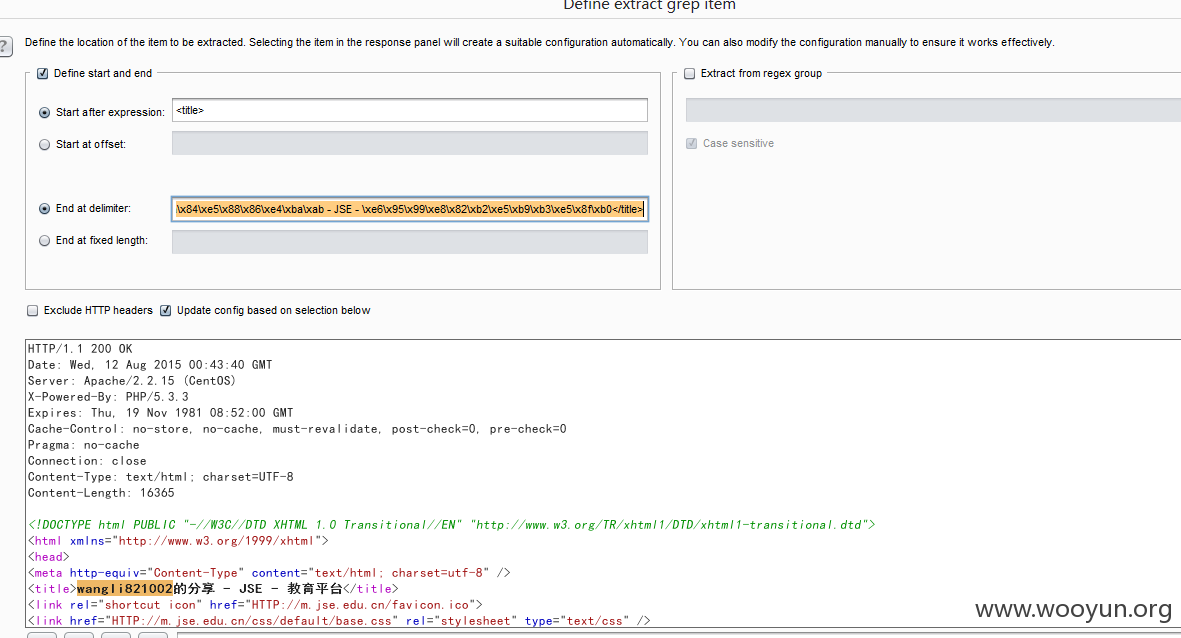 Define extract grep item
?
Define the location of the item to be extracted. Selecting the item in the response panel will create a suitable configuration automatically. You can also modify the configuration manually to ensure it works effectively.
Define start and end
Extract from regex group
Start after expression: <title>
Start at offset:
Case sensitive
End at delimiter: \x84\xe5\x88\x86\xe4\xba\xab - JSE - \xe6\x95\x99\xe8\x82\xb2\xe5\xb9\xb3\xe5\x8f\xb0</title>
End at fixed length:
Exclude HTTP headers
Update config based on selection below
HTTP/1.1 200 OK
Date: Wed, 12 Aug 2015 00:43:40 GMT
Server: Apache/2.2.15 (CentOS)
X-Powered-By: PHP/5.3.3
Expires: Thu, 19 Nov 1981 08:52:00 GMT
Cache-Control: no-store, no-cache, must-revalidate, post-check=0, pre-check=0
Pragma: no-cache
Connection: close
Content-Type: text/html; charset=UTF-8
Content-Length: 16365
<!DOCTYPE html PUBLIC "-//W3C//DTD XHTML 1.0 Transitional//EN" "http://www.w3.org/TR/xhtml1/DTD/xhtml1-transitional.dtd">
<html xmlns="http://www.w3.org/1999/xhtml">
<head>
<meta http-equiv="Content-Type" content="text/html; charset=utf-8" />
<title>wangli821002的分享 - JSE - 教育平台</title>
<link rel="shortcut icon" href="HTTP://m.jse.edu.cn/favicon.ico">
<link href="HTTP://m.jse.edu.cn/css/default/base.css" rel="stylesheet" type="text/css" />
www.wooyun.org